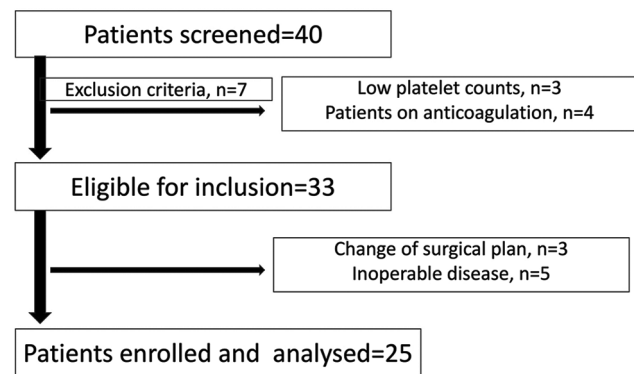 Patients screened=40
Exclusion criteria, n=7
Low platelet counts, n=3
Patients on anticoagulation, n=4
Eligible for inclusion=33
Change of surgical plan, n=3
Inoperable disease, n=5
Patients enrolled and analysed=25